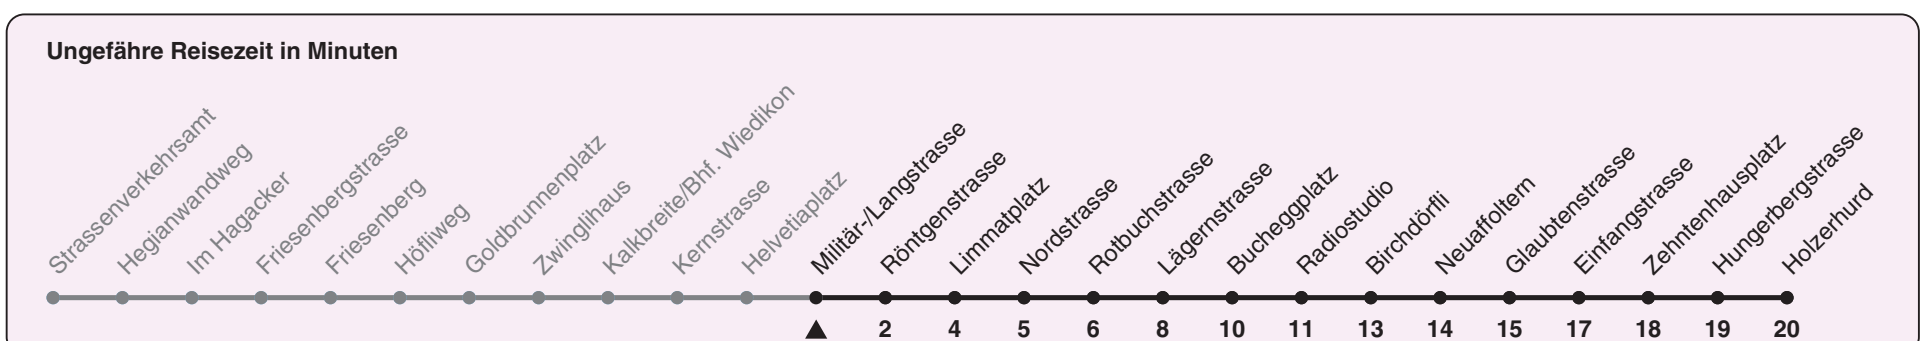 Ungefähre Reisezeit in Minuten
Strassenverkehrsamt
Hegianwandweg
Im Hagacker
Friesenbergstrasse
Friesenberg
Höfliweg
Goldbrunnenplatz
Zwinglihaus
Kalkbreite/Bhf. Wiedikon
Kernstrasse
Helvetiaplatz
Militär-/Langstrasse
Röntgenstrasse
Limmatplatz
Nordstrasse
Rotbuchstrasse
Lägernstrasse
Bucheggplatz
Radiostudio
Birchdörfli
Neuaffoltern
Glaubtenstrasse
Einfangstrasse
Zehntenhausplatz
Hungerbergstrasse
Holzerhurd
2 4 5 6 8 10 11 13 14 15 17 18 19 20